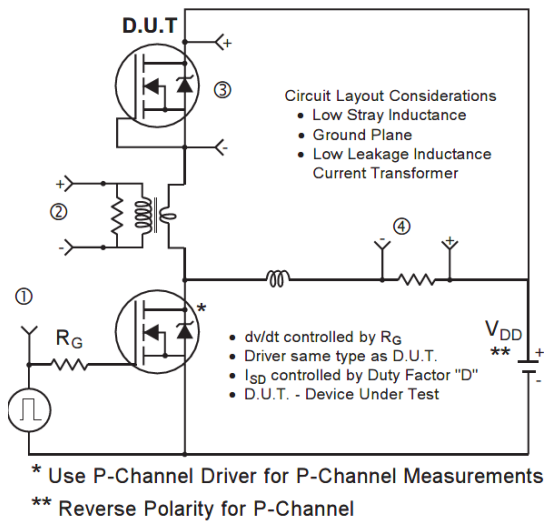 D.U.T
+
③
-
Circuit Layout Considerations
• Low Stray Inductance
• Ground Plane
• Low Leakage Inductance
Current Transformer
+
②
-
④
-
+
①
RG
*
• dv/dt controlled by RG
• Driver same type as D.U.T.
• ISD controlled by Duty Factor "D"
• D.U.T. - Device Under Test
VDD
**
+
-
* Use P-Channel Driver for P-Channel Measurements
** Reverse Polarity for P-Channel